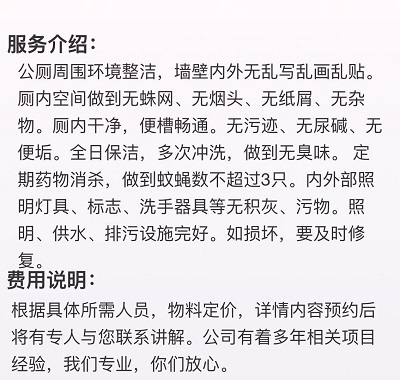 服务介绍：
公厕周围环境整洁，墙壁内外无乱写乱画乱贴。
厕内空间做到无蛛网、无烟头、无纸屑、无杂
物。厕内干净，便槽畅通。无污迹、无尿碱、无
便垢。全日保洁，多次冲洗，做到无臭味。 定
期药物消杀，做到蚊蝇数不超过3只。内外部照
明灯具、标志、洗手器具等无积灰、污物。照
明、供水、排污设施完好。如损坏，要及时修
复。
费用说明：
根据具体所需人员，物料定价，详情内容预约后
将有专人与您联系讲解。公司有着多年相关项目
经验，我们专业，你们放心。